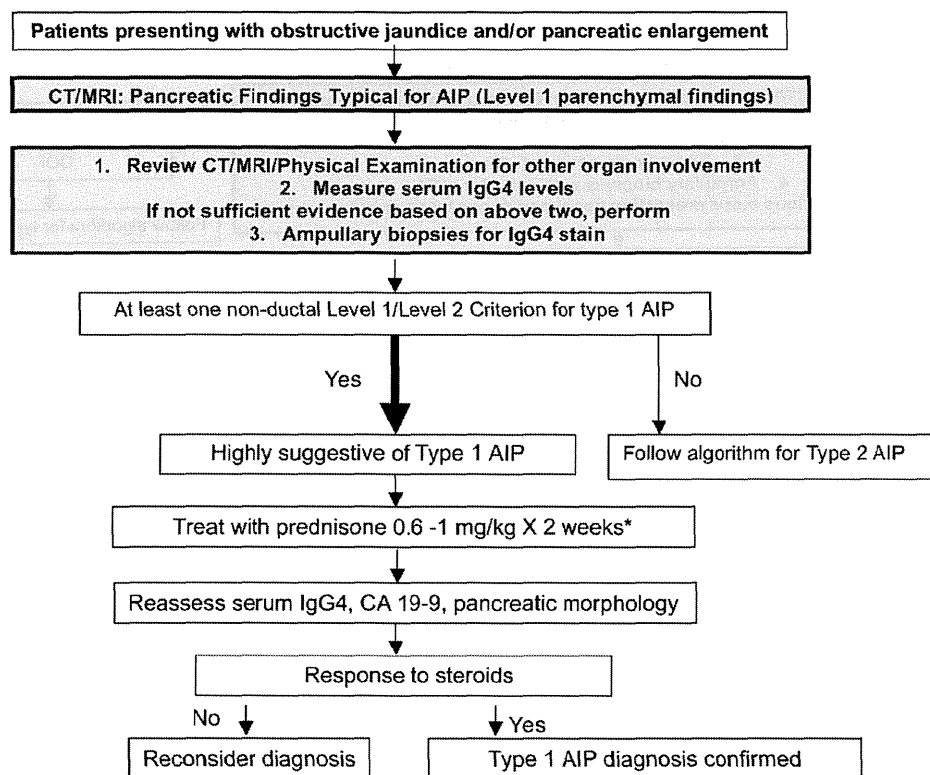 Patients presenting with obstructive jaundice and/or pancreatic enlargement
CT/MRI: Pancreatic Findings Typical for AIP (Level 1 parenchymal findings)
1. Review CT/MRI/Physical Examination for other organ involvement
2. Measure serum IgG4 levels
If not sufficient evidence based on above two, perform
3. Ampullary biopsies for IgG4 stain
At least one non-ductal Level 1/Level 2 Criterion for type 1 AIP
Yes
No
Highly suggestive of Type 1 AIP
Follow algorithm for Type 2 AIP
Treat with prednisone 0.6 -1 mg/kg X 2 weeks*
Reassess serum IgG4, CA 19-9, pancreatic morphology
Response to steroids
No
Yes
Reconsider diagnosis
Type 1 AIP diagnosis confirmed